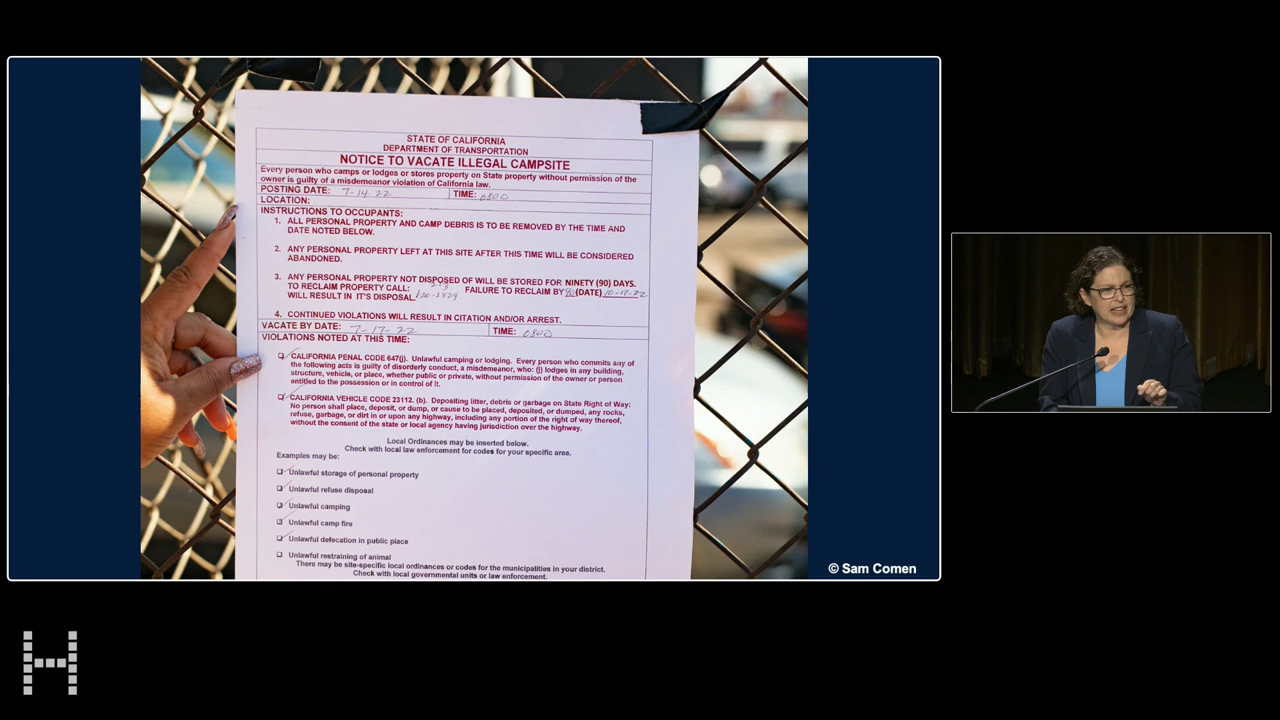 STATE OF CALIFORNIA
DEPARTMENT OF TRANSPORTATION
NOTICE TO VACATE ILLEGAL CAMPSITE
Every person who camps or lodges or stores property on State property without permission of the
owner is guilty of a misdemeanor violation of California law.
POSTING DATE: 7-14-22 TIME: 0800
LOCATION:
INSTRUCTIONS TO OCCUPANTS:
1. ALL PERSONAL PROPERTY AND CAMP DEBRIS IS TO BE REMOVED BY THE TIME AND
DATE NOTED BELOW.
2. ANY PERSONAL PROPERTY LEFT AT THIS SITE AFTER THIS TIME WILL BE CONSIDERED
ABANDONED.
3. ANY PERSONAL PROPERTY NOT DISPOSED OF WILL BE STORED FOR NINETY (90) DAYS.
TO RECLAIM PROPERTY CALL: FAILURE TO RECLAIM BY 90 (DATE) 10-12-22
WILL RESULT IN IT'S DISPOSAL.
4. CONTINUED VIOLATIONS WILL RESULT IN CITATION AND/OR ARREST.
VACATE BY DATE: 7-17-22 TIME: 0800
VIOLATIONS NOTED AT THIS TIME:
CALIFORNIA PENAL CODE 647(j). Unlawful camping or lodging. Every person who commits any of
the following acts is guilty of disorderly conduct, a misdemeanor, who: (j) lodges in any building,
structure, vehicle, or place, whether public or private, without permission of the owner or person
entitled to the possession or in control of it.
CALIFORNIA VEHICLE CODE 23112. (b). Depositing litter, debris or garbage on State Right of Way:
No person shall place, deposit, or dump, or cause to be placed, deposited, or dumped, any rocks,
refuse, garbage, or dirt in or upon any highway, including any portion of the right of way thereof,
without the consent of the state or local agency having jurisdiction over the highway.
Local Ordinances may be inserted below.
Check with local law enforcement for codes for your specific area.
Examples may be:
Unlawful storage of personal property
Unlawful refuse disposal
Unlawful camping
Unlawful camp fire
Unlawful defecation in public place
Unlawful restraining of animal
There may be site-specific local ordinances or codes for the municipalities in your district.
Check with local governmental units or law enforcement.
© Sam Comen
H